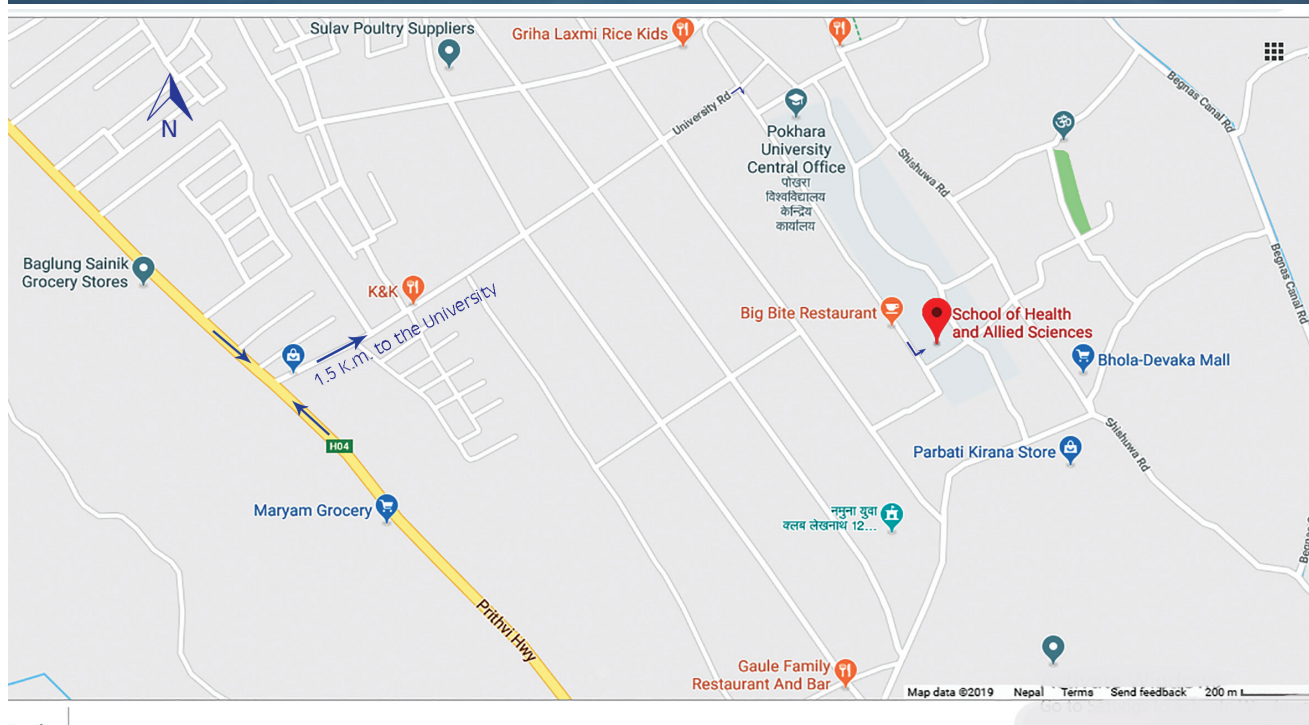 Sulav Poultry Suppliers
Griha Laxmi Rice Kids
N
University Rd
Begnas Canal Rd
Pokhara
University
Central Office
पोखरा
विश्वविद्यालय
केन्द्रिय
कार्यालय
Shishuwa Rd
Baglung Sainik
Grocery Stores
K&K
1.5 K.m. to the University
Begnas Canal Rd
Big Bite Restaurant
School of Health
and Allied Sciences
Bhola-Devaka Mall
H04
Shishuwa Rd
Parbati Kirana Store
Maryam Grocery
नमुना युवा
क्लब लेखनाथ 12...
Prithvi Hwy
Gaule Family
Restaurant And Bar
Map data ©2019 Nepal Terms Send feedback 200 m